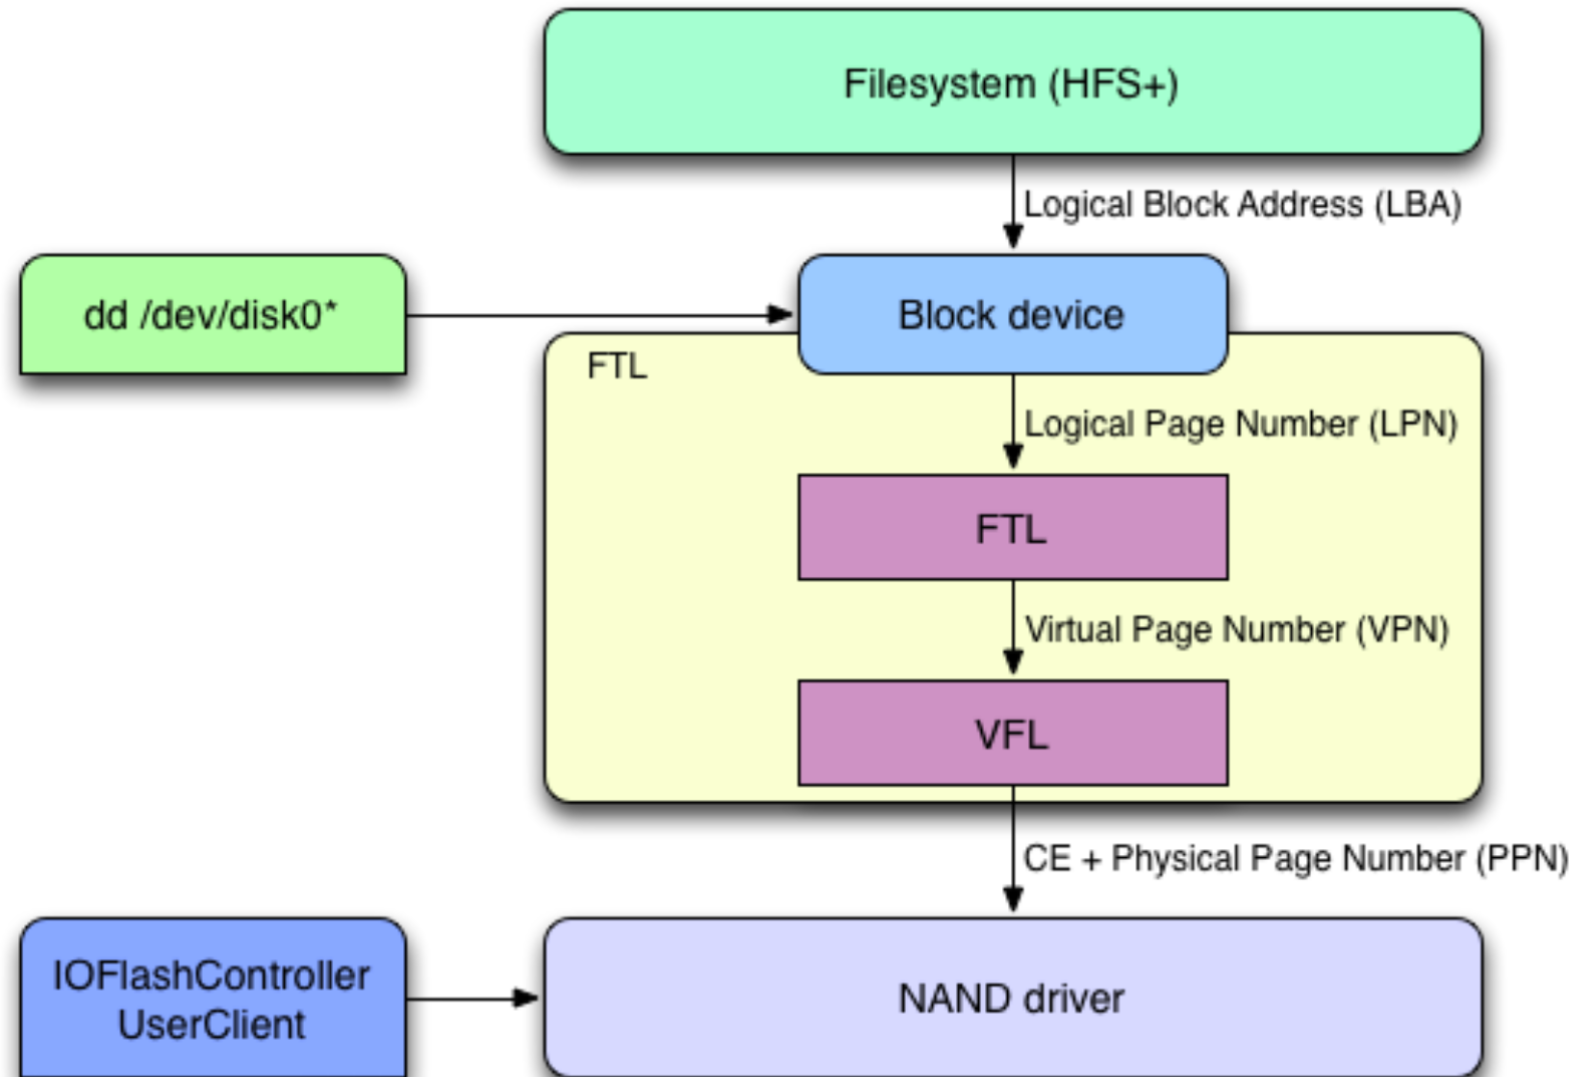 Filesystem (HFS+)
Logical Block Address (LBA)
dd /dev/disk0*
Block device
FTL
Logical Page Number (LPN)
FTL
Virtual Page Number (VPN)
VFL
CE + Physical Page Number (PPN)
IOFlashController
UserClient
NAND driver